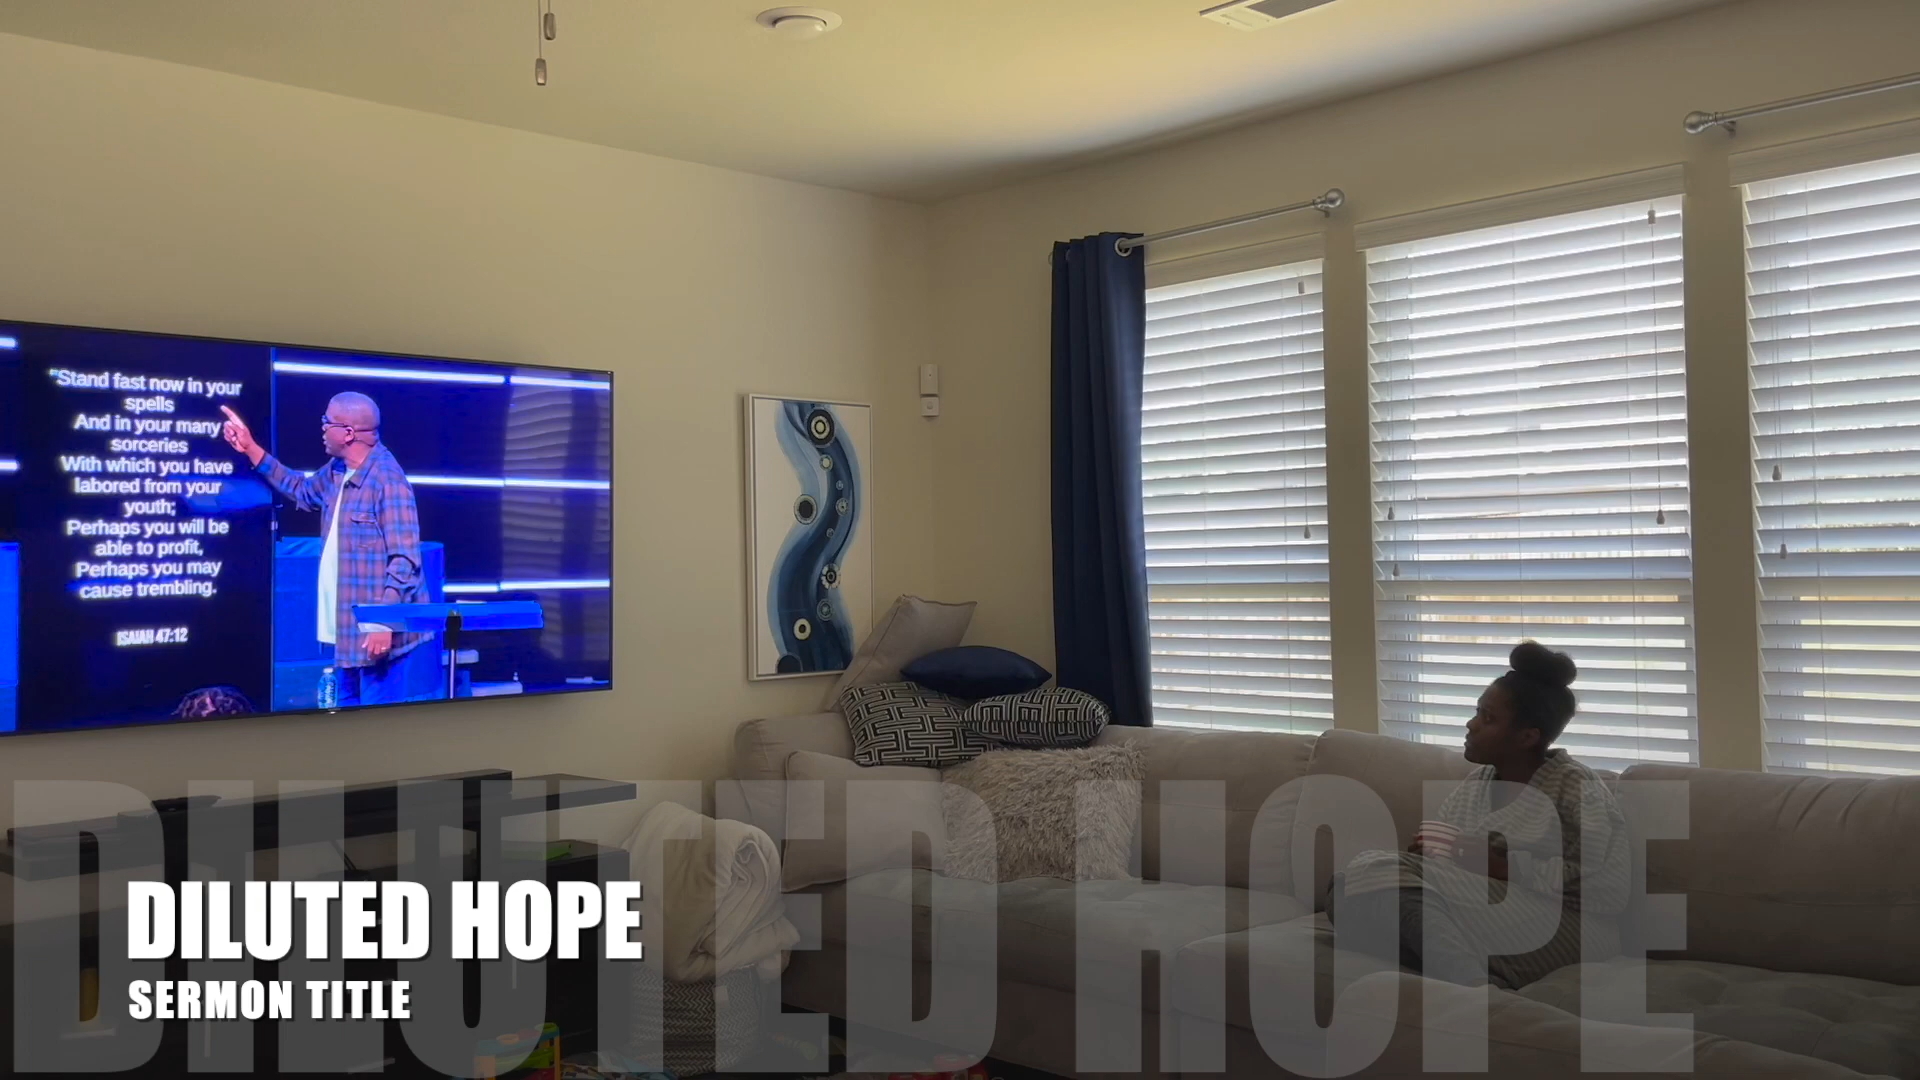 "Stand fast now in your
spells
And in your many
sorceries
With which you have
labored from your
youth;
Perhaps you will be
able to profit,
Perhaps you may
cause trembling.
ISAIAH 47:12
DILUTED HOPE
DILUTED HOPE
SERMON TITLE